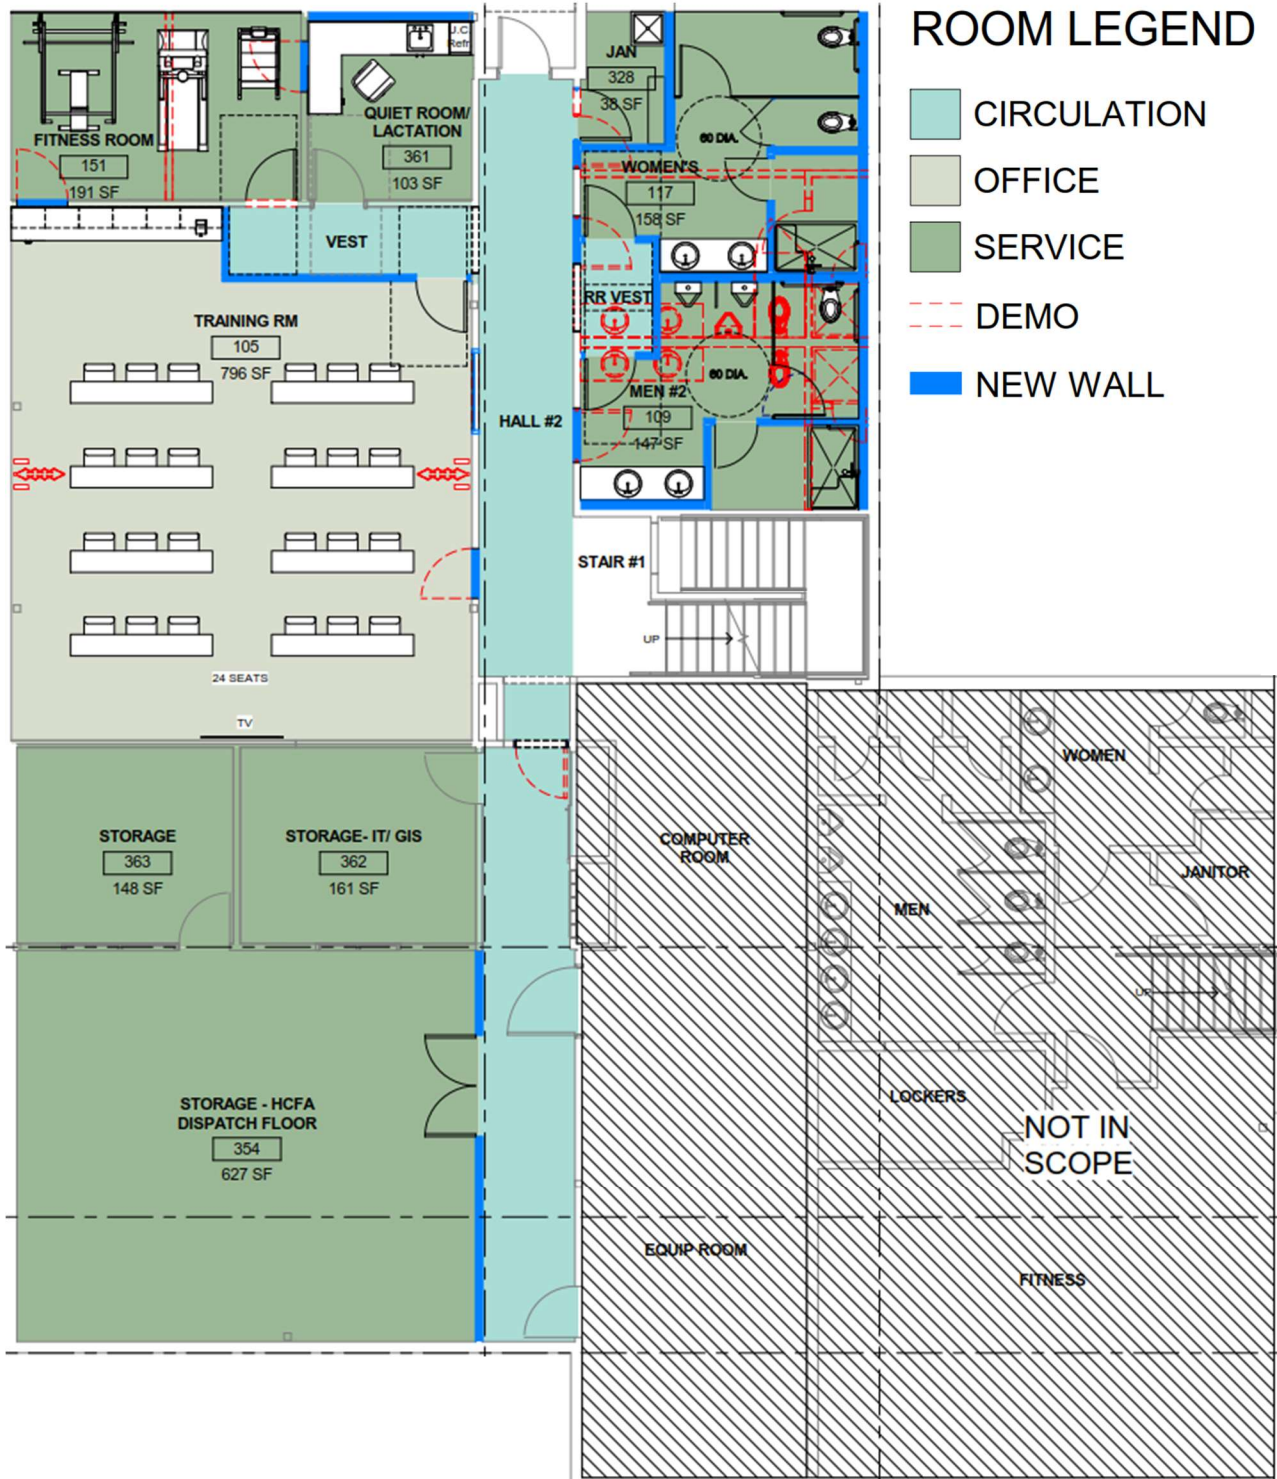 ROOM LEGEND
CIRCULATION
OFFICE
SERVICE
DEMO
NEW WALL
J.C.
Refr
FITNESS ROOM
151
191 SF
QUIET ROOM/
LACTATION
361
103 SF
JAN
328
38 SF
60 DIA.
WOMEN'S
117
158 SF
VEST
RR VEST
TRAINING RM
105
796 SF
60 DIA.
MEN #2
109
147 SF
HALL #2
STAIR #1
UP
24 SEATS
TV
STORAGE
363
148 SF
STORAGE- IT/ GIS
362
161 SF
COMPUTER
ROOM
WOMEN
JANITOR
MEN
UP
LOCKERS
STORAGE - HCFA
DISPATCH FLOOR
354
627 SF
NOT IN
SCOPE
EQUIP ROOM
FITNESS